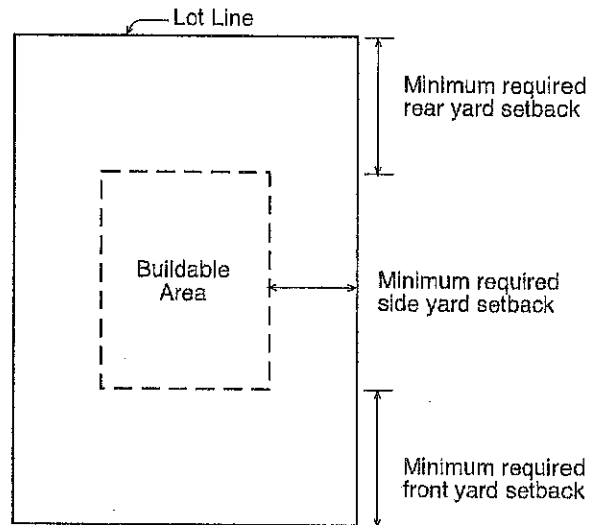 Lot Line
Minimum required
rear yard setback
Buildable
Area
Minimum required
side yard setback
Minimum required
front yard setback